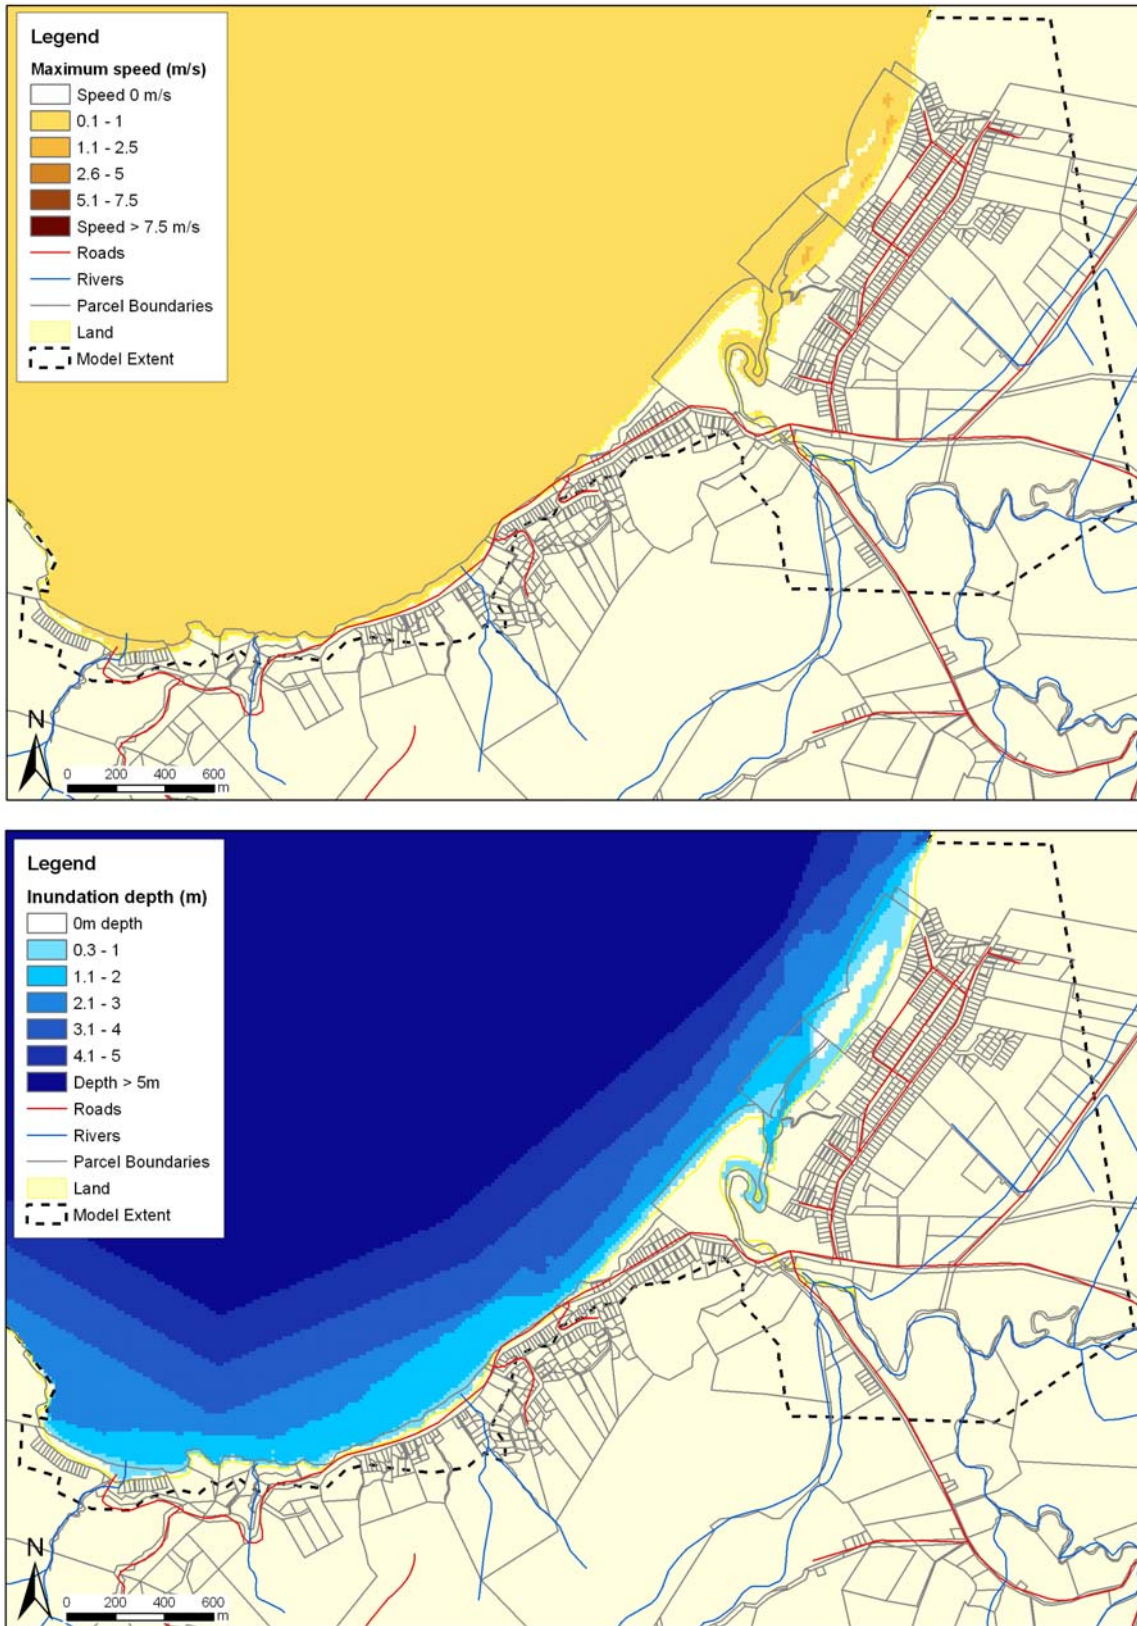 Legend
Maximum speed (m/s)
Speed 0 m/s
0.1 - 1
1.1 - 2.5
2.6 - 5
5.1 - 7.5
Speed > 7.5 m/s
Roads
Rivers
Parcel Boundaries
Land
Model Extent
N
0 200 400 600
m
Legend
Inundation depth (m)
0m depth
0.3 - 1
1.1 - 2
2.1 - 3
3.1 - 4
4.1 - 5
Depth > 5m
Roads
Rivers
Parcel Boundaries
Land
Model Extent
N
0 200 400 600
m